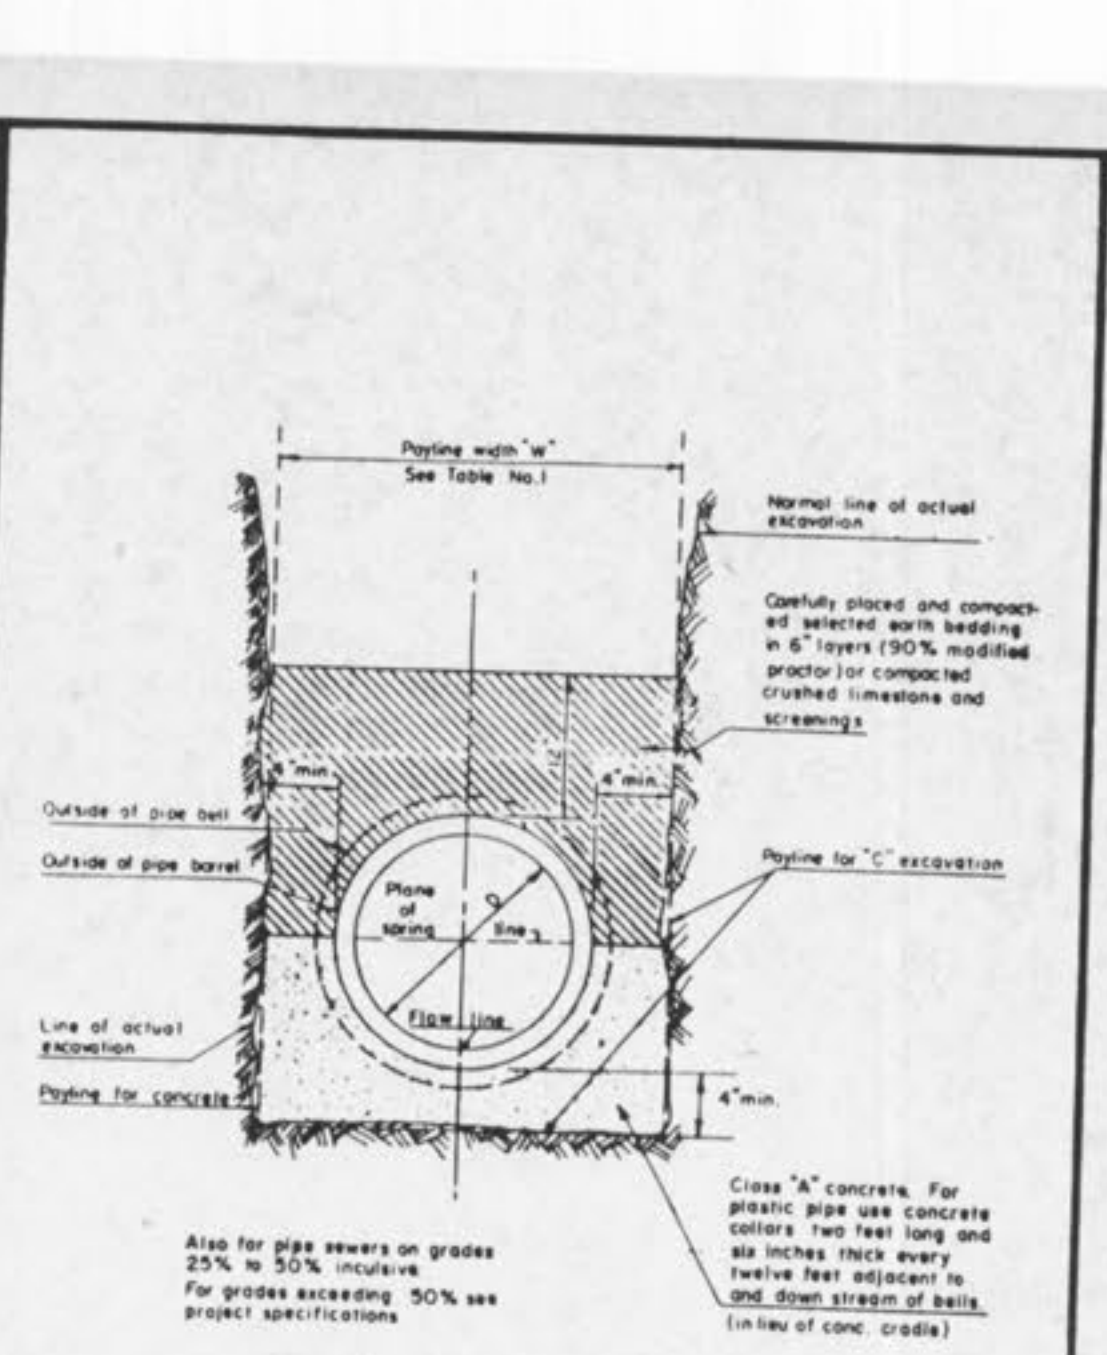 Payline width "W"
See Table No.1
Normal line of actual
excavation
Carefully placed and compact-
ed selected earth bedding
in 6" layers (90% modified
proctor) or compacted
crushed limestone and
screenings
4" min.
4" min.
Outside of pipe bell
Outside of pipe barrel
Payline for "C" excavation
Plane
of
spring
line
D
Flow line
Line of actual
excavation
Payline for concrete
4" min.
Class "A" concrete. For
plastic pipe use concrete
collars two feet long and
six inches thick every
twelve feet adjacent to
and down stream of bells
(in lieu of conc. cradle)
Also for pipe sewers on grades
25% to 50% inculsive
For grades exceeding 50% see
project specifications